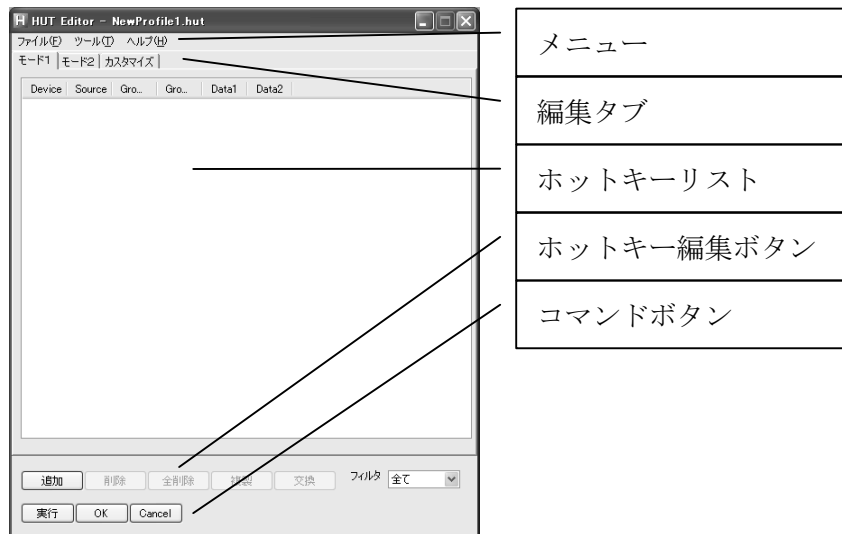 HUT Editor - NewProfile1.hut
ファイル(F) ツール(T) ヘルプ(H)
モード1 モード2 カスタマイズ
Device Source Gro... Gro... Data1 Data2
追加 削除 全削除 複製 交換 フィルタ 全て
実行 OK Cancel
メニュー
編集タブ
ホットキーリスト
ホットキー編集ボタン
コマンドボタン